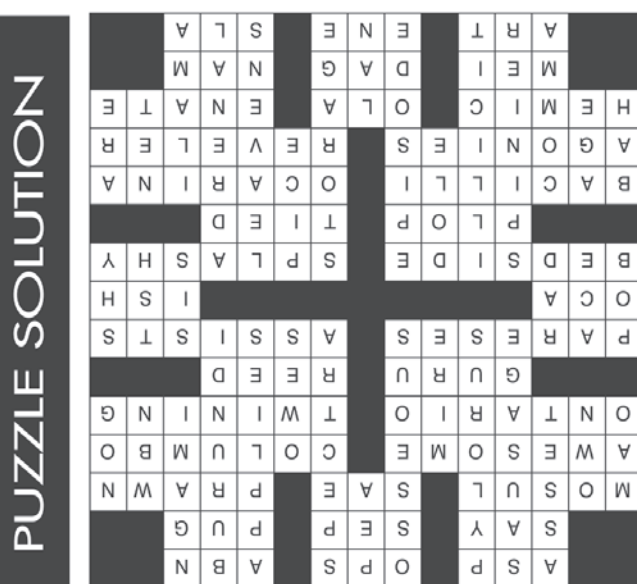 PUZZLE SOLUTION
A S P O P S A B N
S A Y S E P P U G
M O S U L S A E P R A W N
A W E S O M E C O L U M B O
O N T A R I O T W I N I N G
G U R U R E E D
P A R E S E S A S S I S T S
O C A I S H
B E D S I D E S P L A S H Y
P L O P T I E D
B A C I L L I O C A R I N A
A G O N I E S R E V E L E R
H E M I C O L A E N A T E
M E I D A G N A M
A R T E N E S L A